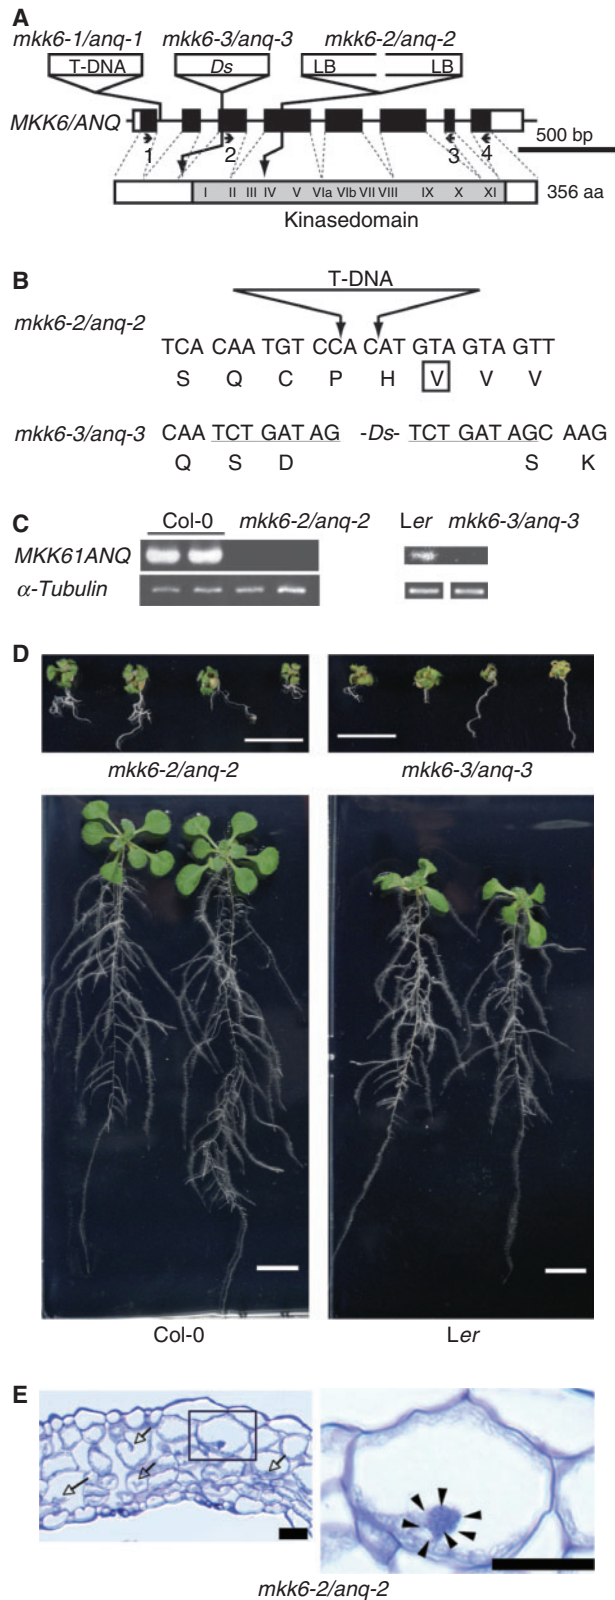 A
mkk6-1/anq-1 mkk6-3/anq-3 mkk6-2/anq-2
T-DNA Ds LB LB
MKK6/ANQ
1 2 3 4 500 bp
I II III IV V VIa VIb VII VIII IX X XI 356 aa
Kinasedomain
B
T-DNA
mkk6-2/anq-2
TCA CAA TGT CCA CAT GTA GTA GTT
S Q C P H V V V
mkk6-3/anq-3 CAA TCT GAT AG -Ds- TCT GAT AGC AAG
Q S D S K
C
Col-0 mkk6-2/anq-2 Ler mkk6-3/anq-3
MKK61ANQ
α-Tubulin
D
mkk6-2/anq-2 mkk6-3/anq-3
Col-0 Ler
E
mkk6-2/anq-2